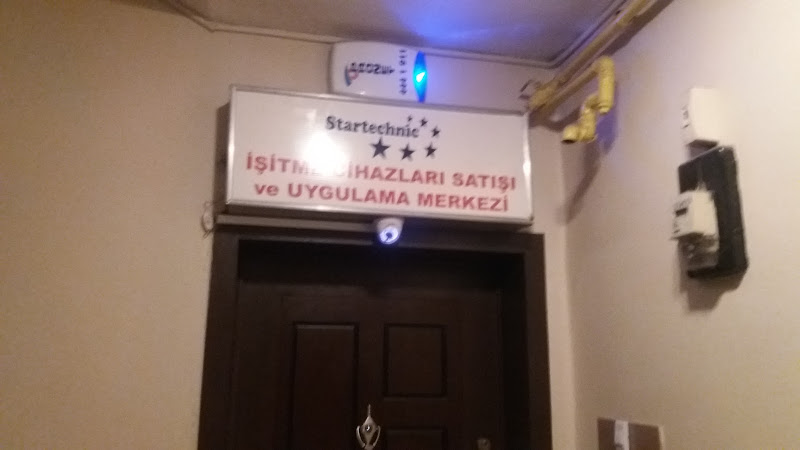 Startechnic
İŞİTME CİHAZLARI SATIŞI
ve UYGULAMA MERKEZİ